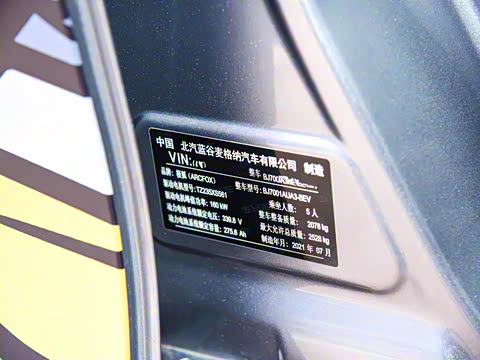 中国 北汽蓝谷麦格纳汽车有限公司 制造
VIN:
品牌: 极狐 (ARCFOX) 整车型号: BJ7001AUA3-BEV
驱动电机型号: TZ230XS561 乘坐人数: 5 人
驱动电机峰值功率: 160 kW 整车整备质量: 2078 kg
动力电池系统额定电压: 339.8 V 最大允许总质量: 2528 kg
动力电池系统额定容量: 275.6 Ah 制造年月: 2021 年 07 月